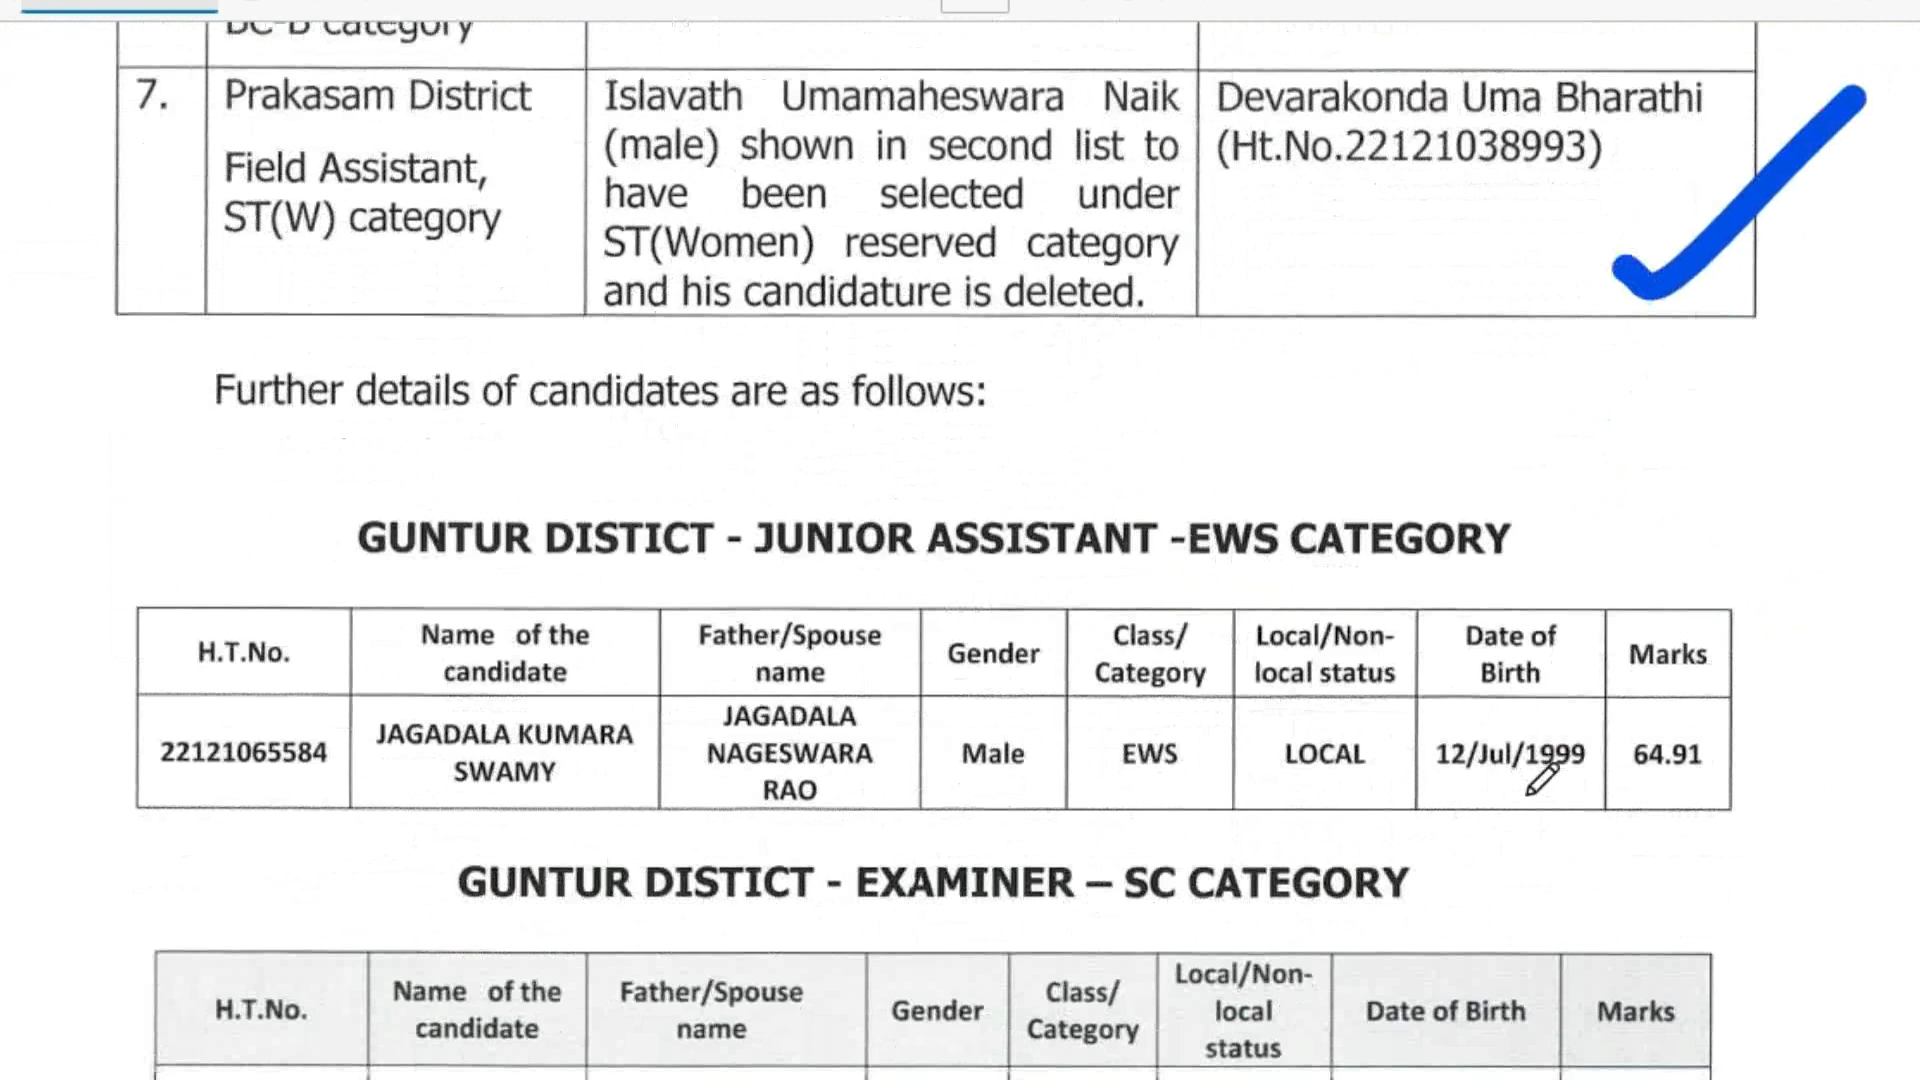 BC-B category
7.
Prakasam District
Field Assistant,
ST(W) category
Islavath Umamaheswara Naik
(male) shown in second list to
have been selected under
ST(Women) reserved category
and his candidature is deleted.
Devarakonda Uma Bharathi
(Ht.No.22121038993)
Further details of candidates are as follows:
GUNTUR DISTICT - JUNIOR ASSISTANT -EWS CATEGORY
H.T.No.
Name of the
candidate
Father/Spouse
name
Gender
Class/
Category
Local/Non-
local status
Date of
Birth
Marks
22121065584
JAGADALA KUMARA
SWAMY
JAGADALA
NAGESWARA
RAO
Male
EWS
LOCAL
12/Jul/1999
64.91
GUNTUR DISTICT - EXAMINER – SC CATEGORY
H.T.No.
Name of the
candidate
Father/Spouse
name
Gender
Class/
Category
Local/Non-
local
status
Date of Birth
Marks